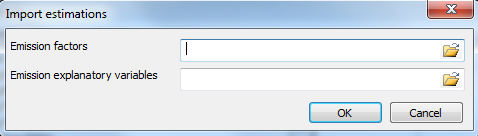 Import estimations
Emission factors
Emission explanatory variables
OK
Cancel